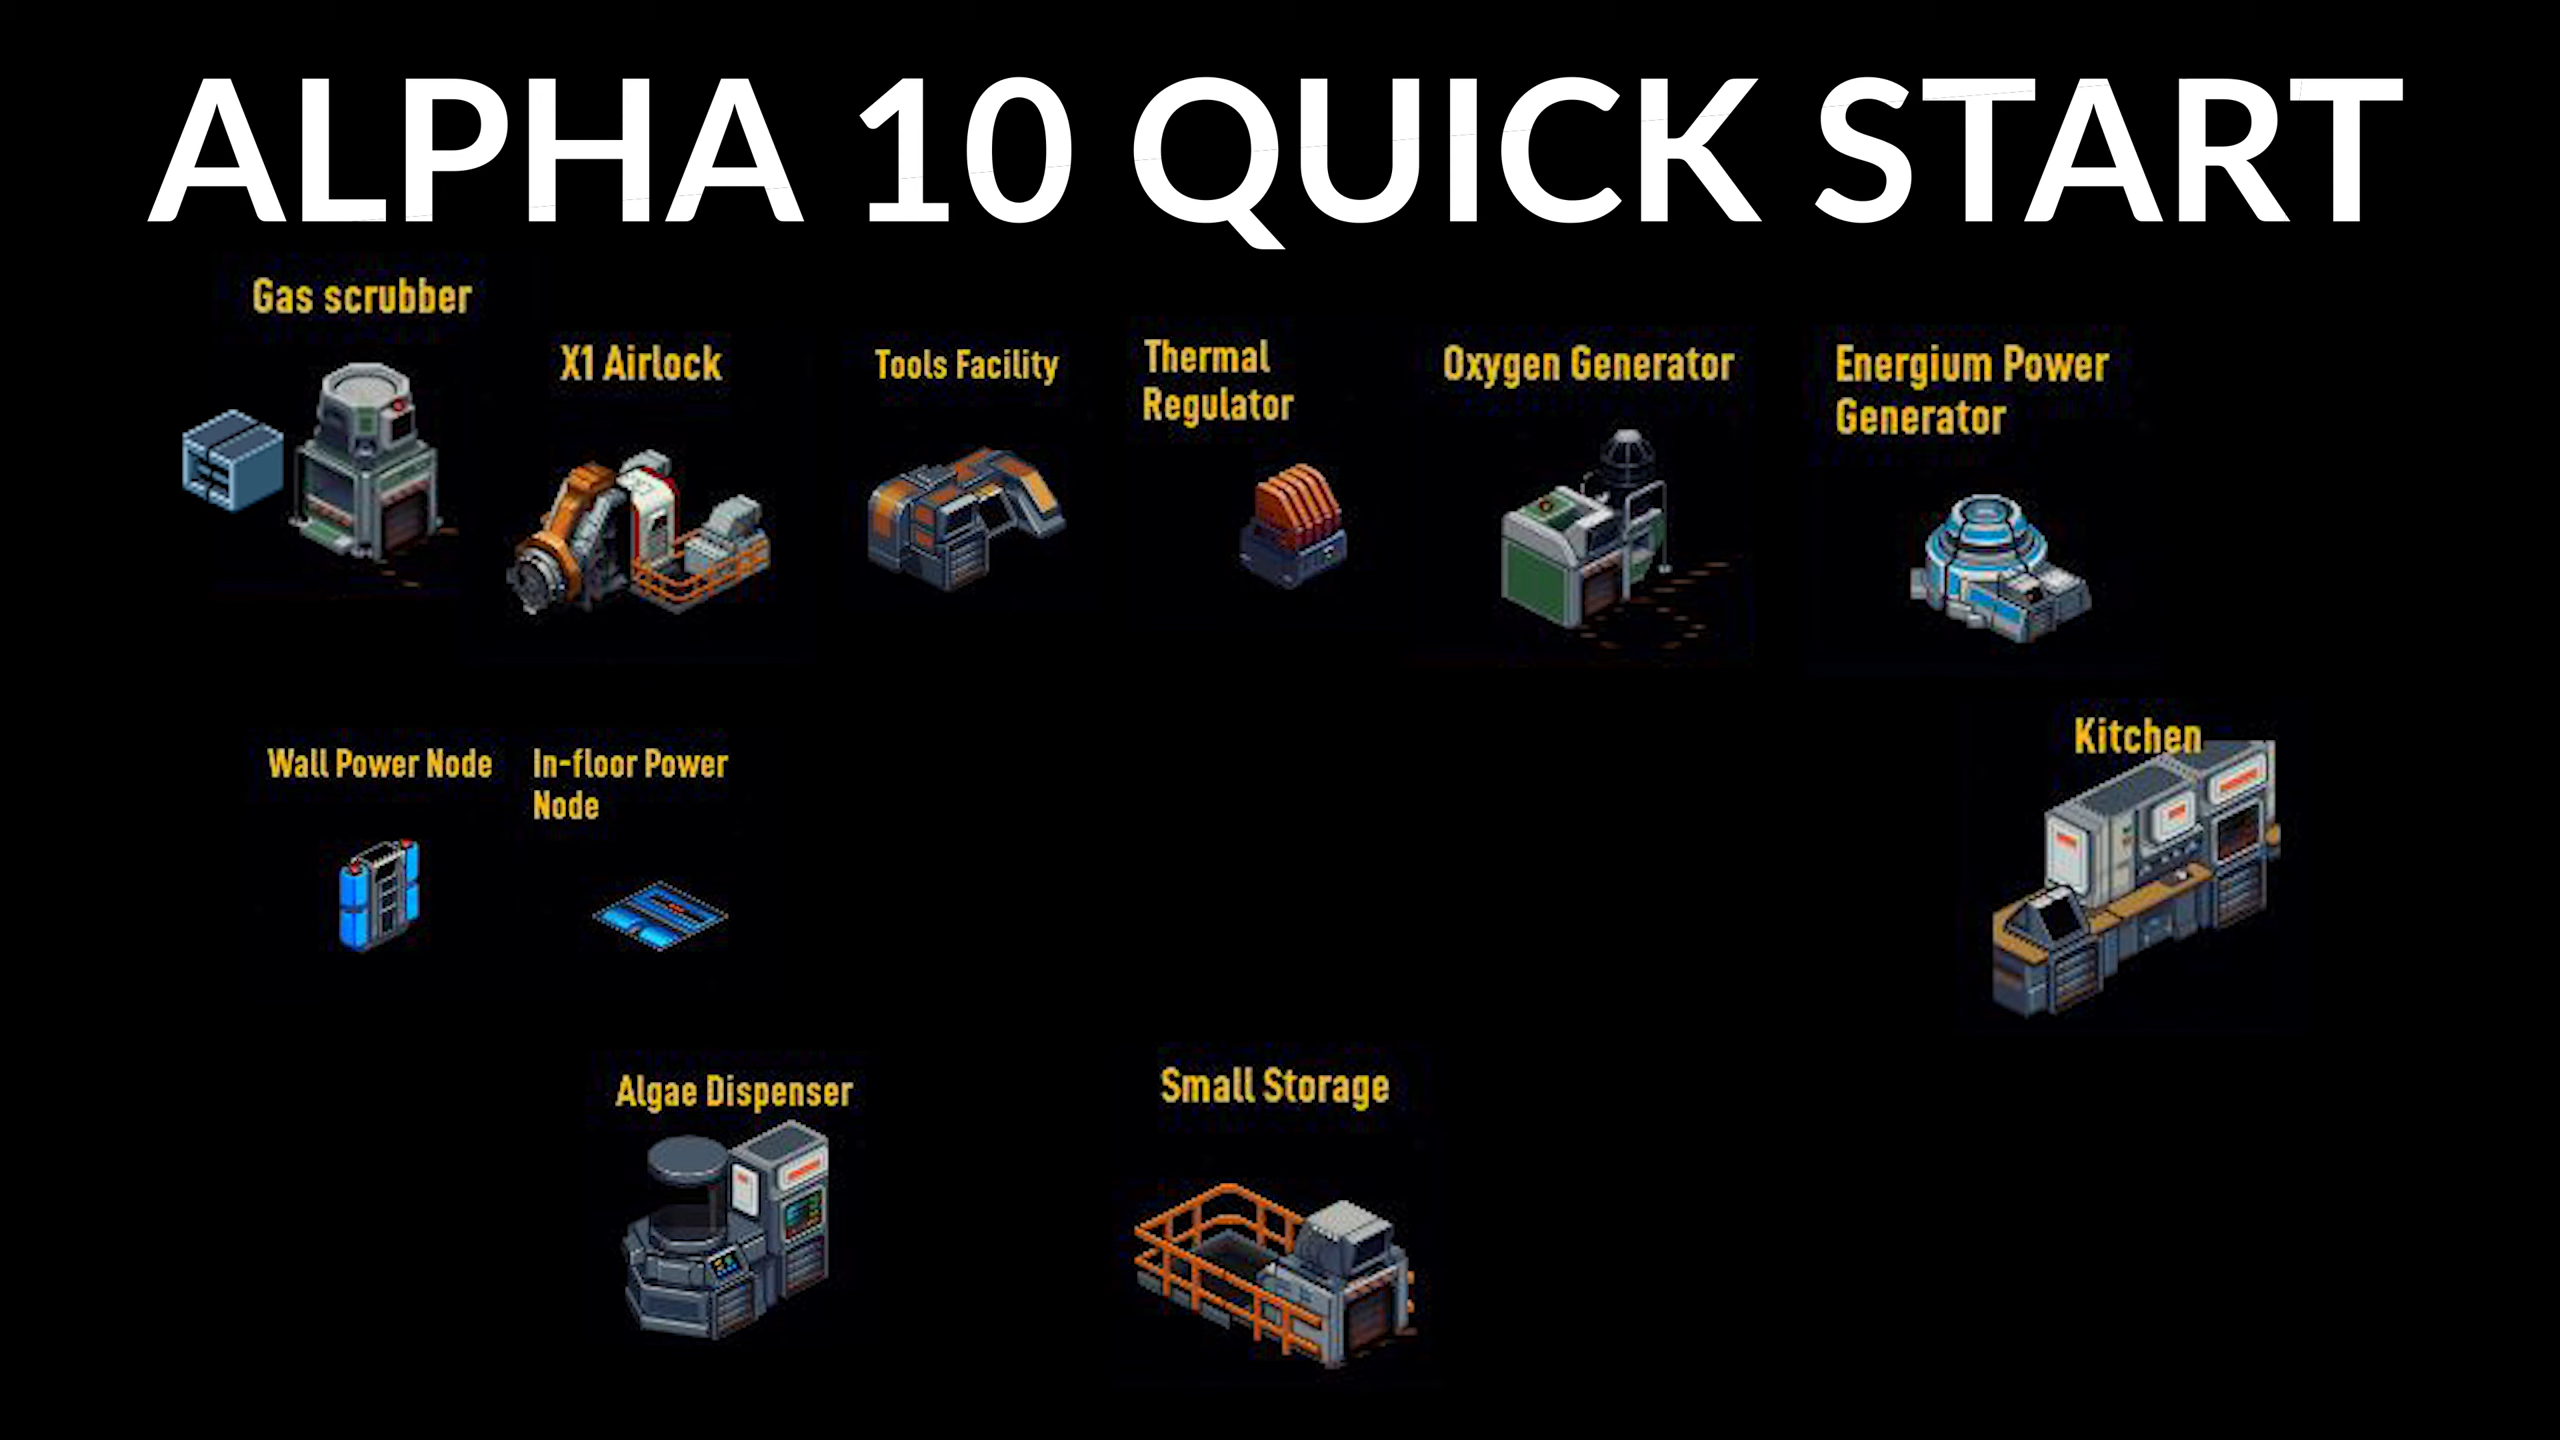 ALPHA 10 QUICK START
Gas scrubber
X1 Airlock
Tools Facility
Thermal
Regulator
Oxygen Generator
Energium Power
Generator
Wall Power Node
In-floor Power
Node
Kitchen
Algae Dispenser
Small Storage